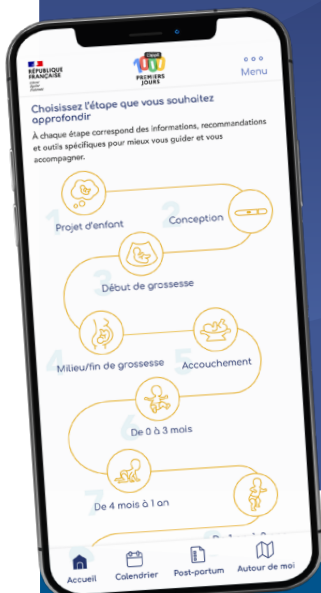 RÉPUBLIQUE
FRANÇAISE
Liberté
Égalité
Fraternité
1000
PREMIERS
JOURS
Menu
Choisissez l'étape que vous souhaitez
approfondir
À chaque étape correspond des informations, recommandations
et outils spécifiques pour mieux vous guider et vous
accompagner.
1
Projet d'enfant
2
Conception
3
Début de grossesse
4
Milieu/fin de grossesse
5
Accouchement
6
De 0 à 3 mois
7
De 4 mois à 1 an
Accueil
Calendrier
Post-partum
Autour de moi